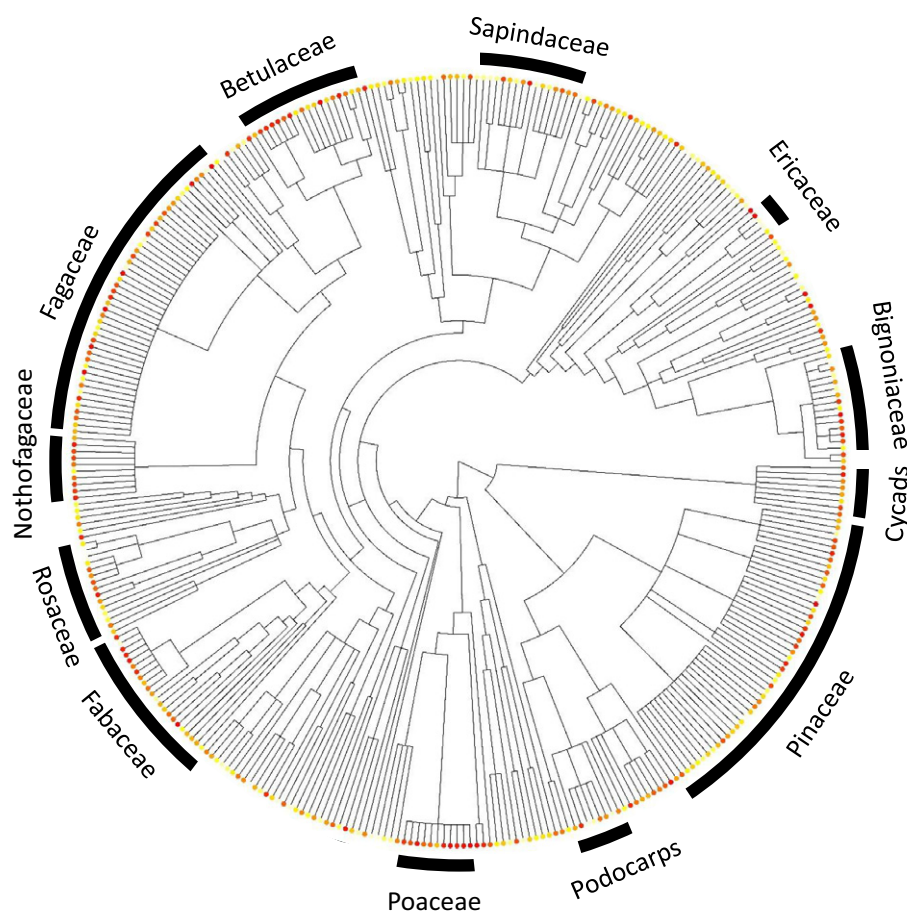 Sapindaceae
Betulaceae
Ericaceae
Fagaceae
Bignoniaceae
Nothofagaceae
Cycads
Rosaceae
Pinaceae
Fabaceae
Podocarps
Poaceae